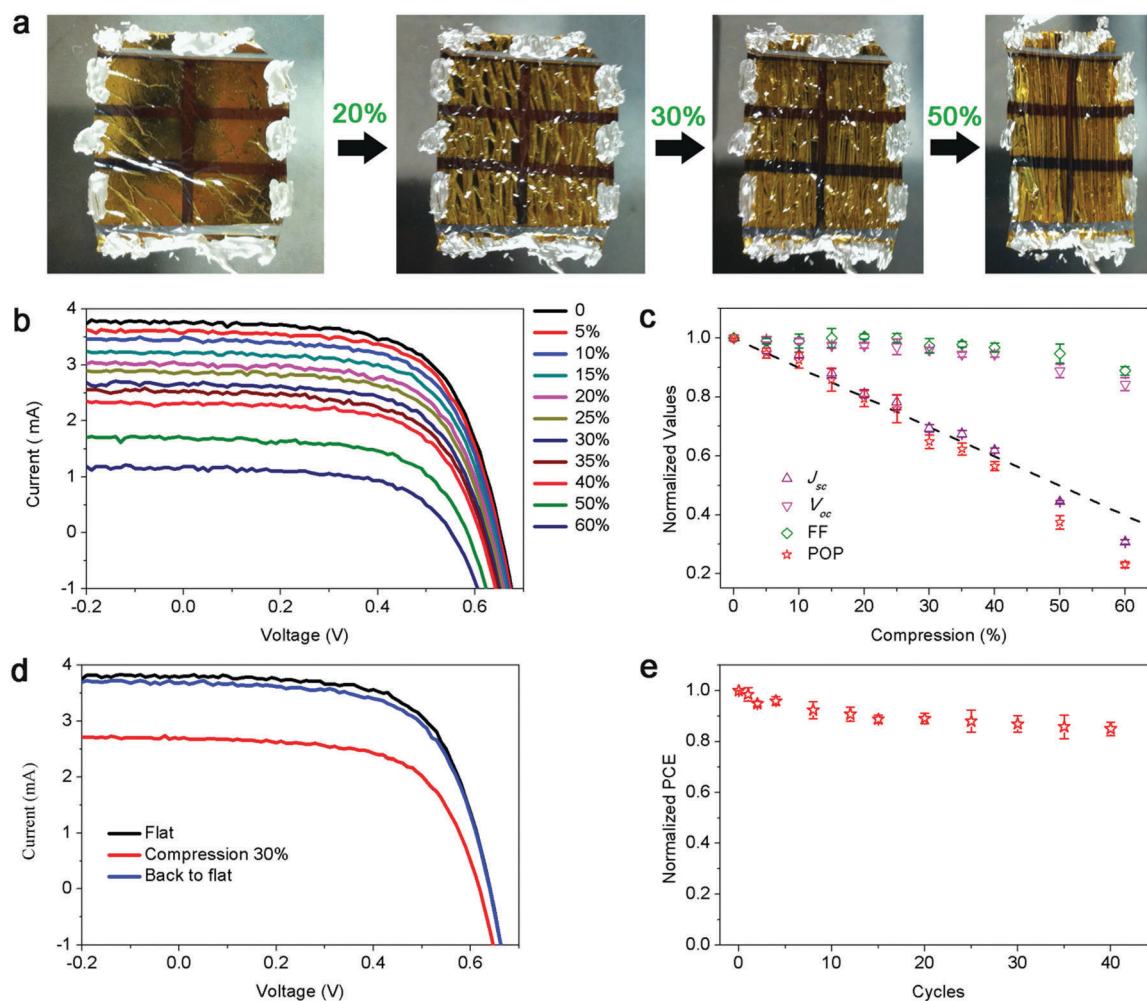 a
20%
30%
50%
b
4
3
2
1
0
-1
Current ( mA)
-0.2
0.0
0.2
0.4
0.6
Voltage (V)
0
5%
10%
15%
20%
25%
30%
35%
40%
50%
60%
c
1.0
0.8
0.6
0.4
0.2
Normalized Values
Jsc
Voc
FF
POP
0
10
20
30
40
50
60
Compression (%)
d
4
3
2
1
0
-1
Current (mA)
Flat
Compression 30%
Back to flat
-0.2
0.0
0.2
0.4
0.6
Voltage (V)
e
1.0
0.8
0.6
0.4
0.2
0.0
Normalized PCE
0
10
20
30
40
Cycles